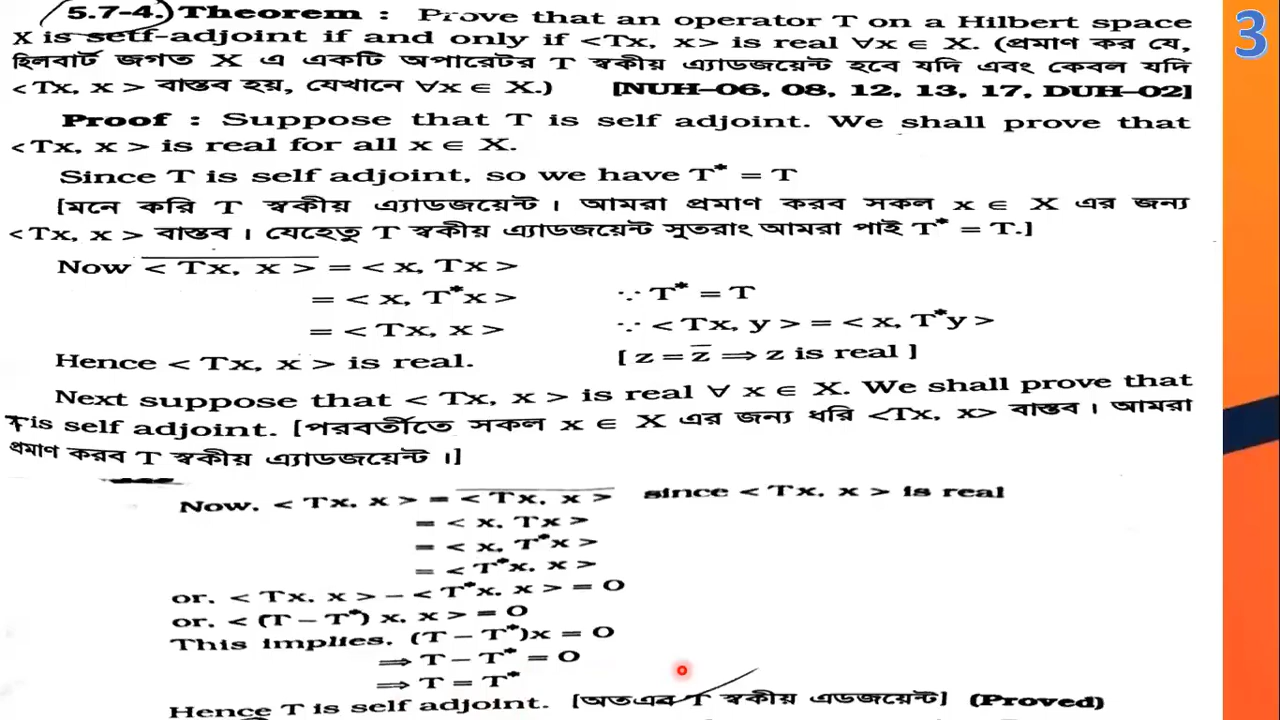 5.7-4. Theorem : Prove that an operator T on a Hilbert space
X is self-adjoint if and only if <Tx, x> is real ∀x ∈ X. (প্রমাণ কর যে,
হিলবার্ট জগত X এ একটি অপারেটর T স্বকীয় এ্যাডজয়েন্ট হবে যদি এবং কেবল যদি
<Tx, x> বাস্তব হয়, যেখানে ∀x ∈ X.) [NUH-06, 08, 12, 13, 17, DUH-02]
Proof : Suppose that T is self adjoint. We shall prove that
<Tx, x> is real for all x ∈ X.
Since T is self adjoint, so we have T* = T
[মনে করি T স্বকীয় এ্যাডজয়েন্ট। আমরা প্রমাণ করব সকল x ∈ X এর জন্য
<Tx, x> বাস্তব। যেহেতু T স্বকীয় এ্যাডজয়েন্ট সুতরাং আমরা পাই T* = T.]
Now \overline{< Tx, x >} = < x, Tx >
= < x, T*x > ∵ T* = T
= < Tx, x > ∵ < Tx, y > = < x, T*y >
Hence < Tx, x > is real. [ z = z̄ ⇒ z is real ]
Next suppose that < Tx, x > is real ∀ x ∈ X. We shall prove that
T is self adjoint. [পরবর্তীতে সকল x ∈ X এর জন্য ধরি <Tx, x> বাস্তব। আমরা
প্রমাণ করব T স্বকীয় এ্যাডজয়েন্ট।]
Now, < Tx, x > = \overline{< Tx, x >} since < Tx, x > is real
= < x, Tx >
= < x, T*x >
= < T*x, x >
or, < Tx, x > – < T*x, x > = 0
or, < (T – T*) x, x > = 0
This implies, (T – T*)x = 0
⇒ T – T* = 0
⇒ T = T*
Hence T is self adjoint. [অতএব T স্বকীয় এডজয়েন্ট] (Proved)
3